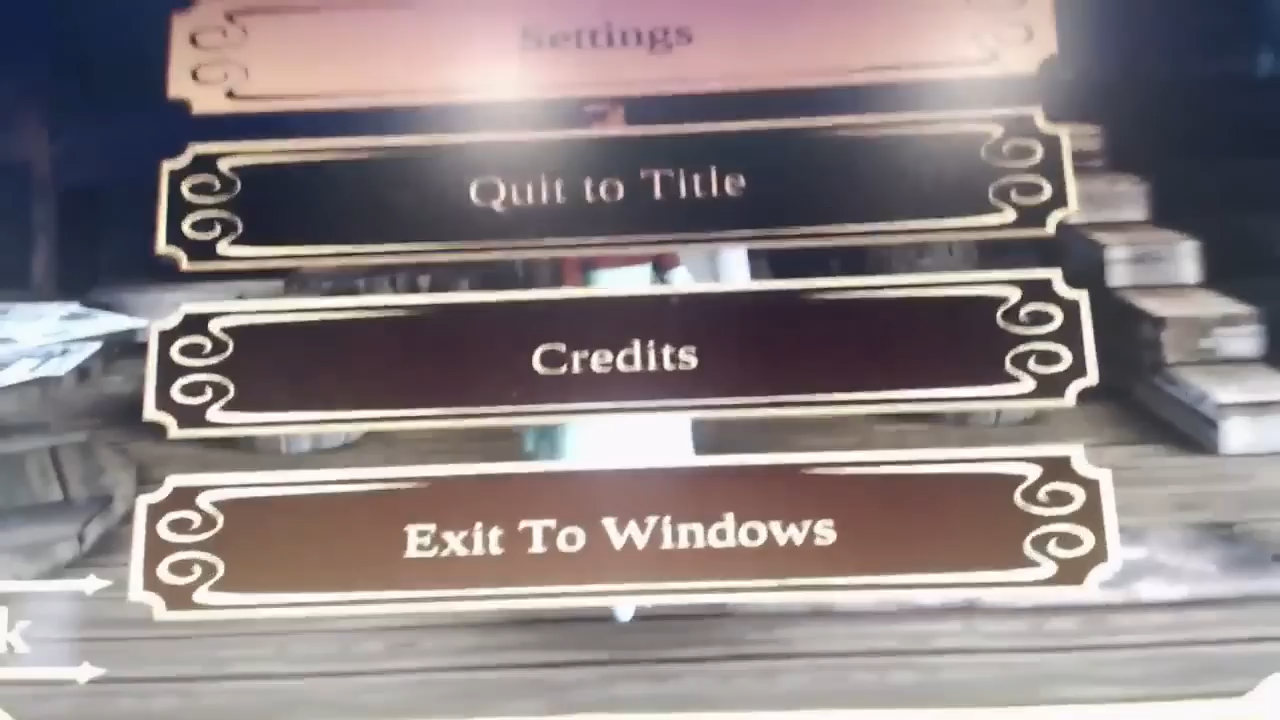 Settings
Quit to Title
Credits
Exit To Windows
k